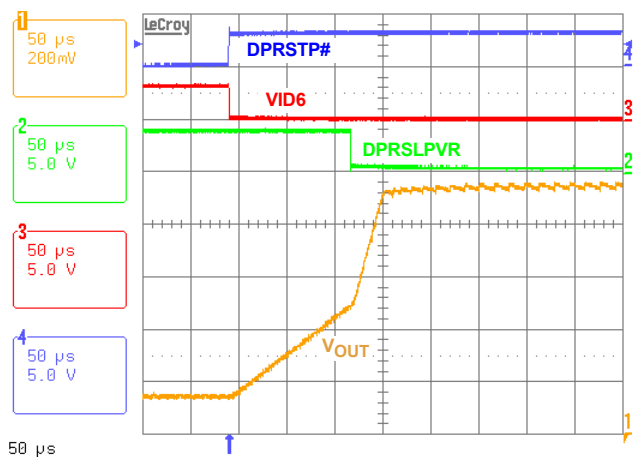 1
50 µs
200mV
2
50 µs
5.0 V
3
50 µs
5.0 V
4
50 µs
5.0 V
50 µs
LeCroy
DPRSTP#
4
VID6
3
DPRSLPVR
2
VOUT
1